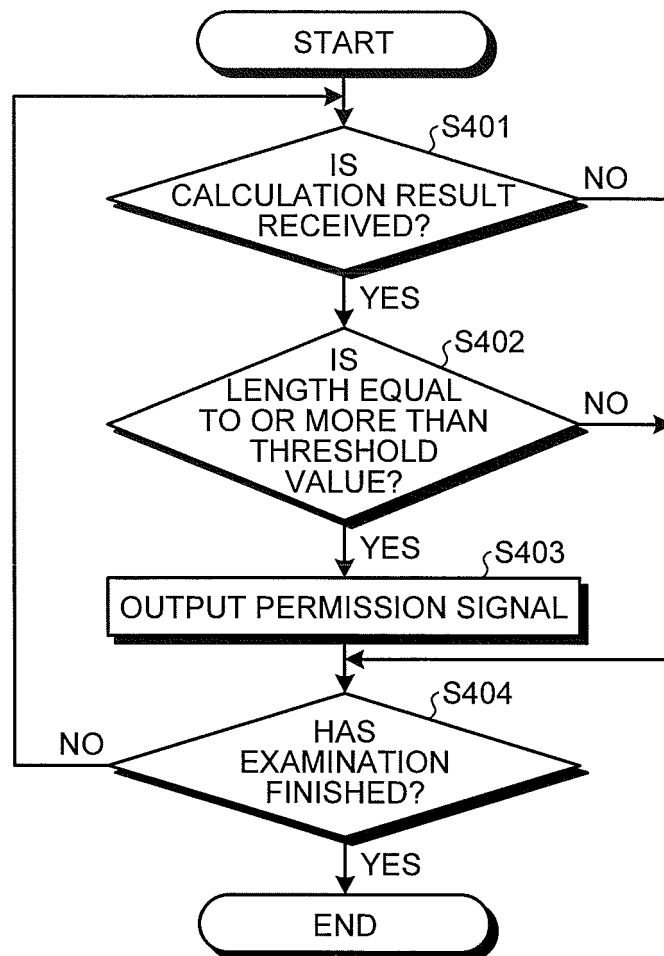 START
S401
IS
CALCULATION RESULT
RECEIVED?
NO
YES
S402
IS
LENGTH EQUAL
TO OR MORE THAN
THRESHOLD
VALUE?
NO
YES
S403
OUTPUT PERMISSION SIGNAL
S404
HAS
EXAMINATION
FINISHED?
NO
YES
END